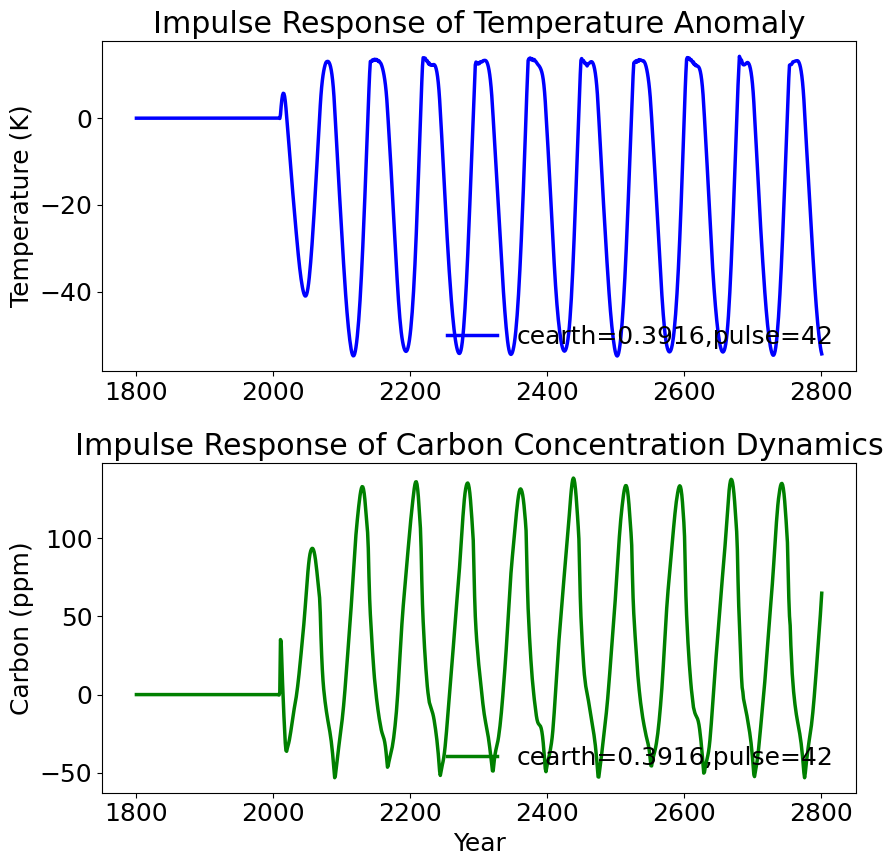 Impulse Response of Temperature Anomaly
Temperature (K)
0
−20
−40
cearth=0.3916,pulse=42
1800 2000 2200 2400 2600 2800
Impulse Response of Carbon Concentration Dynamics
Carbon (ppm)
100
50
0
−50
cearth=0.3916,pulse=42
1800 2000 2200 2400 2600 2800
Year